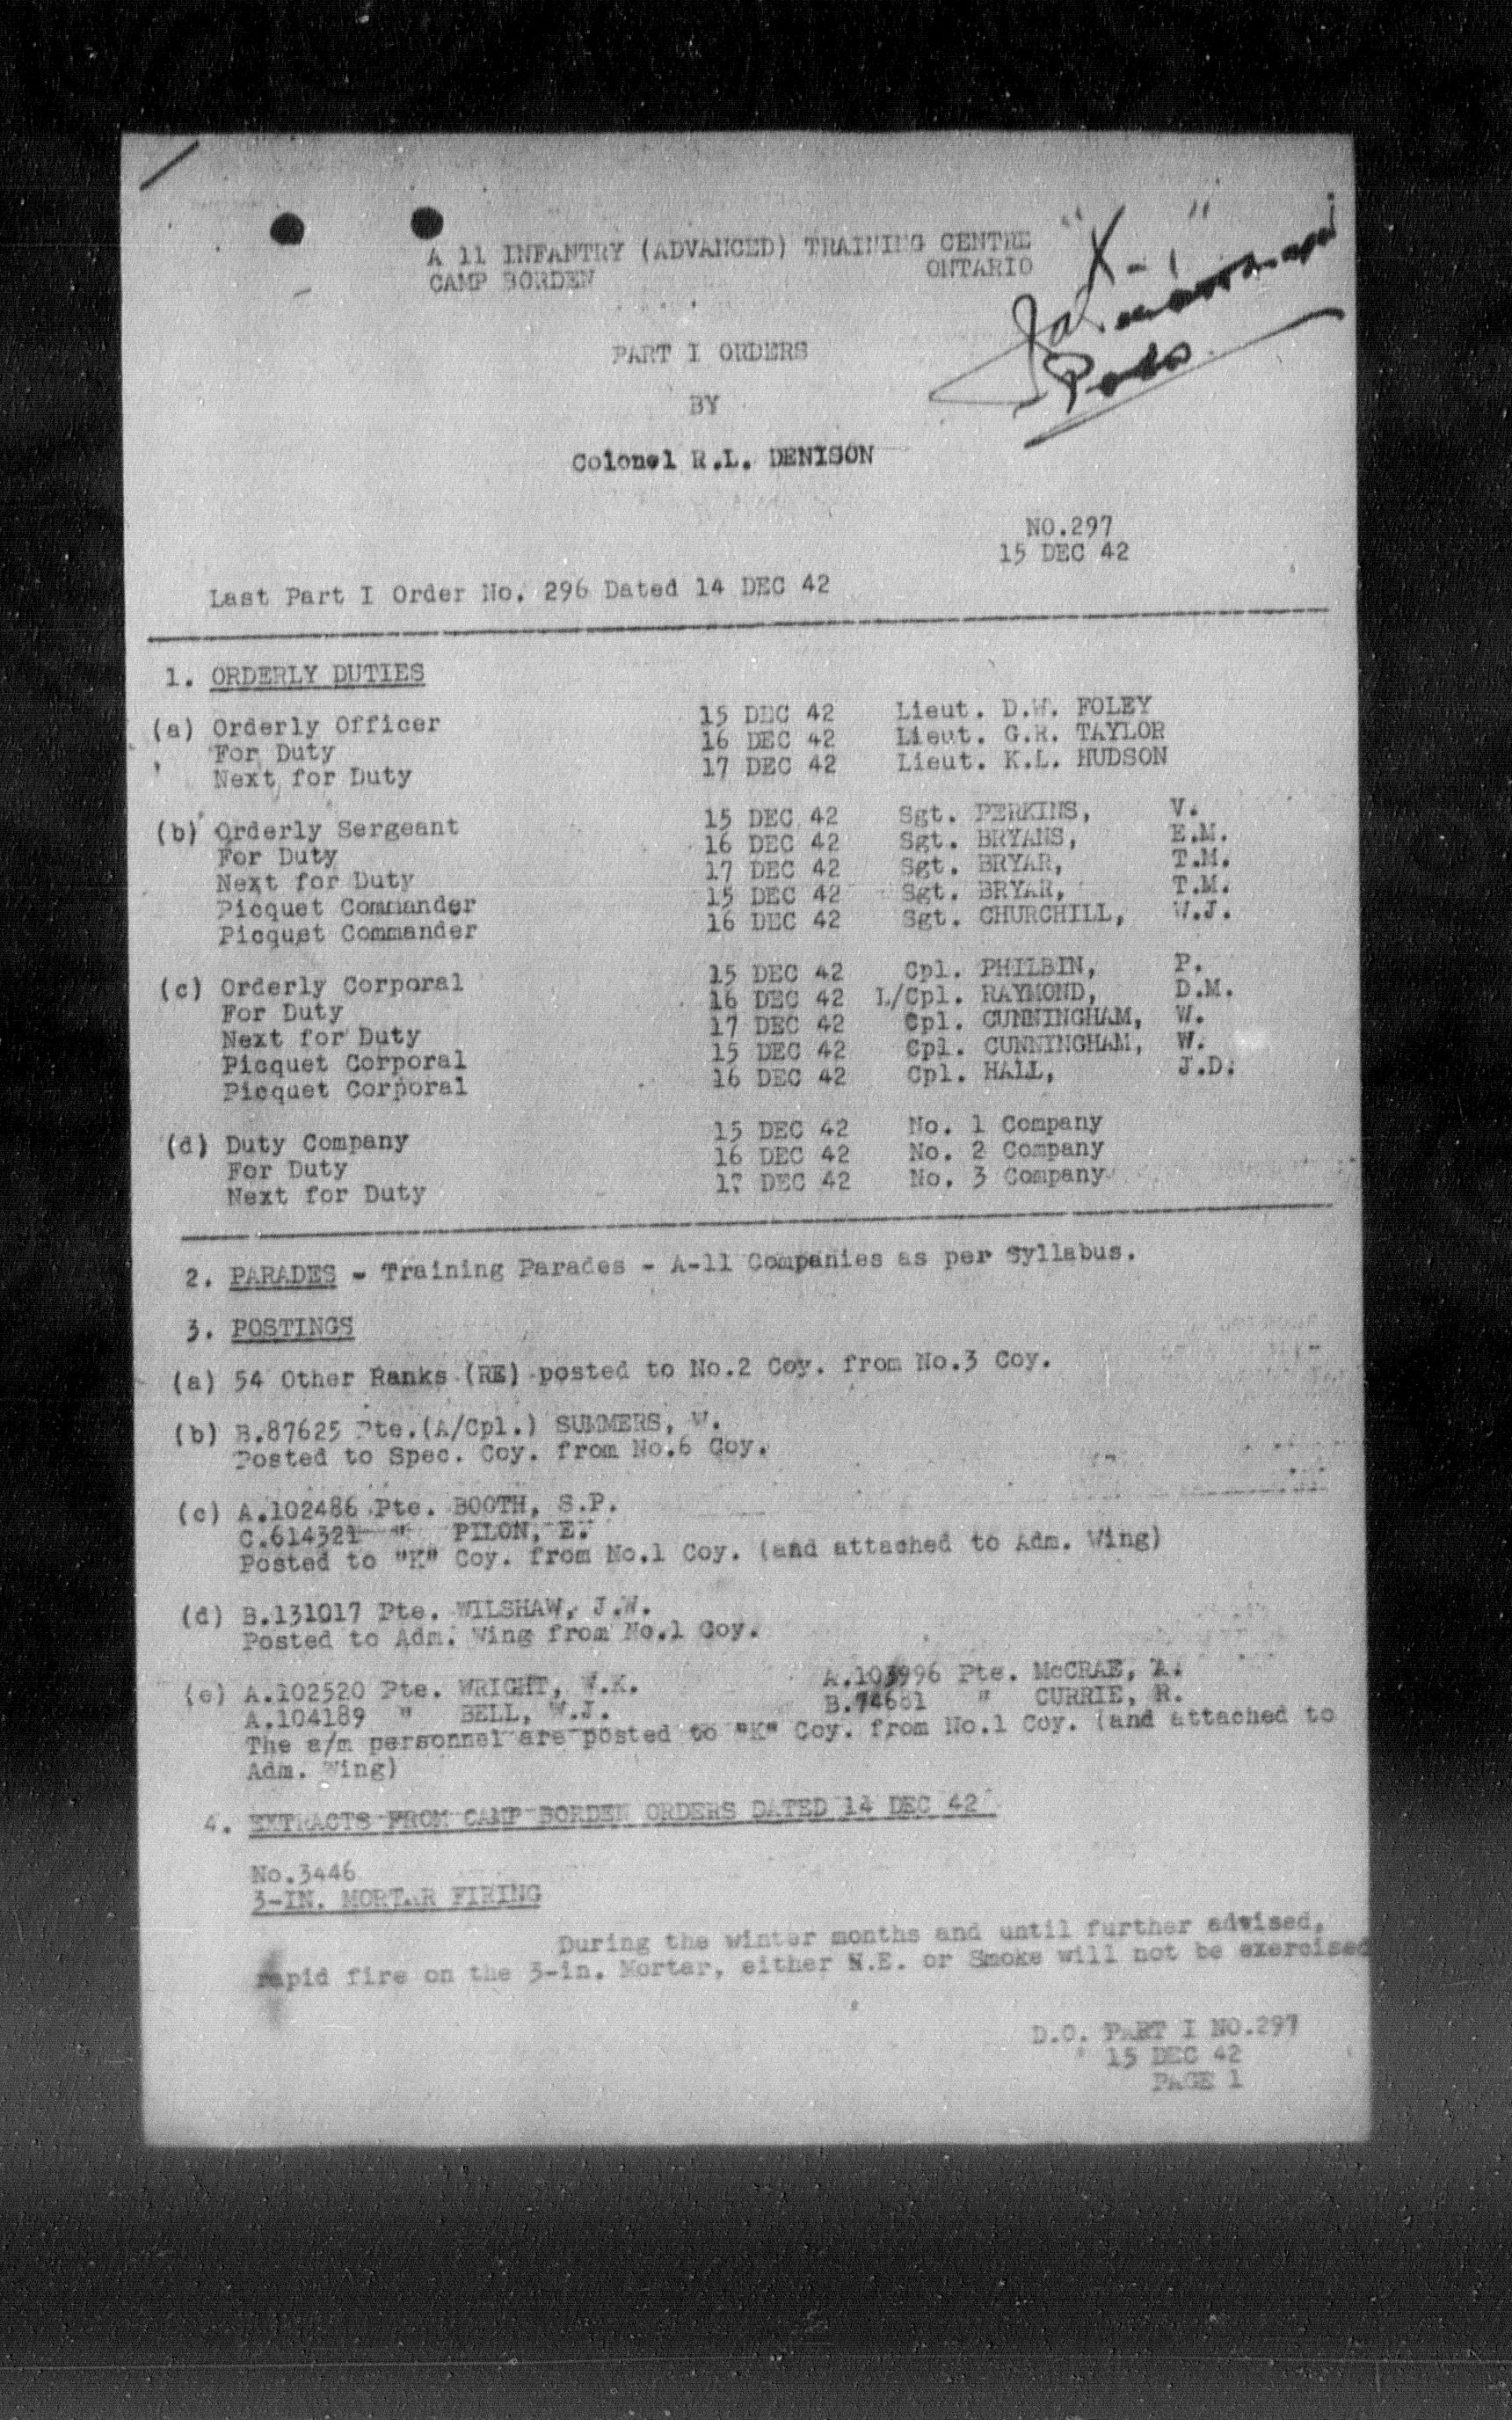 "X-1"
A 11 INFANTRY (ADVANCED) TRAINING CENTRE
CAMP BORDEN ONTARIO
PART I ORDERS
BY
Colonel R.L. DENISON
NO.297
15 DEC 42
Last Part I Order No. 296 Dated 14 DEC 42
1. ORDERLY DUTIES
(a) Orderly Officer 15 DEC 42 Lieut. D.W. FOLEY
For Duty 16 DEC 42 Lieut. G.R. TAYLOR
Next for Duty 17 DEC 42 Lieut. K.L. HUDSON
(b) Orderly Sergeant 15 DEC 42 Sgt. PERKINS, V.
For Duty 16 DEC 42 Sgt. BRYANS, E.M.
Next for Duty 17 DEC 42 Sgt. BRYAR, T.M.
Picquet Commander 15 DEC 42 Sgt. BRYAR, T.M.
Picquet Commander 16 DEC 42 Sgt. CHURCHILL, W.J.
(c) Orderly Corporal 15 DEC 42 Cpl. PHILBIN, P.
For Duty 16 DEC 42 L/Cpl. RAYMOND, D.M.
Next for Duty 17 DEC 42 Cpl. CUNNINGHAM, W.
Picquet Corporal 15 DEC 42 Cpl. CUNNINGHAM, W.
Picquet Corporal 16 DEC 42 Cpl. HALL, J.D.
(d) Duty Company 15 DEC 42 No. 1 Company
For Duty 16 DEC 42 No. 2 Company
Next for Duty 17 DEC 42 No. 3 Company
2. PARADES - Training Parades - A-11 Companies as per Syllabus.
3. POSTINGS
(a) 54 Other Ranks (RE) posted to No.2 Coy. from No.3 Coy.
(b) B.87625 Pte.(A/Cpl.) SUMMERS, W.
Posted to Spec. Coy. from No.6 Coy.
(c) A.102486 Pte. BOOTH, S.P.
C.614321 " PILON, E.
Posted to "K" Coy. from No.1 Coy. (and attached to Adm. Wing)
(d) B.131017 Pte. WILSHAW, J.W.
Posted to Adm. Wing from No.1 Coy.
(e) A.102520 Pte. WRIGHT, W.K. A.103996 Pte. McCRAE, A.
A.104189 " BELL, W.J. B.74681 " CURRIE, R.
The a/m personnel are posted to "K" Coy. from No.1 Coy. (and attached to
Adm. Wing)
4. EXTRACTS FROM CAMP BORDEN ORDERS DATED 14 DEC 42
No.3446
3-IN. MORTAR FIRING
During the winter months and until further advised,
rapid fire on the 3-in. Mortar, either H.E. or Smoke will not be exercised
D.O. PART I NO.297
15 DEC 42
PAGE 1